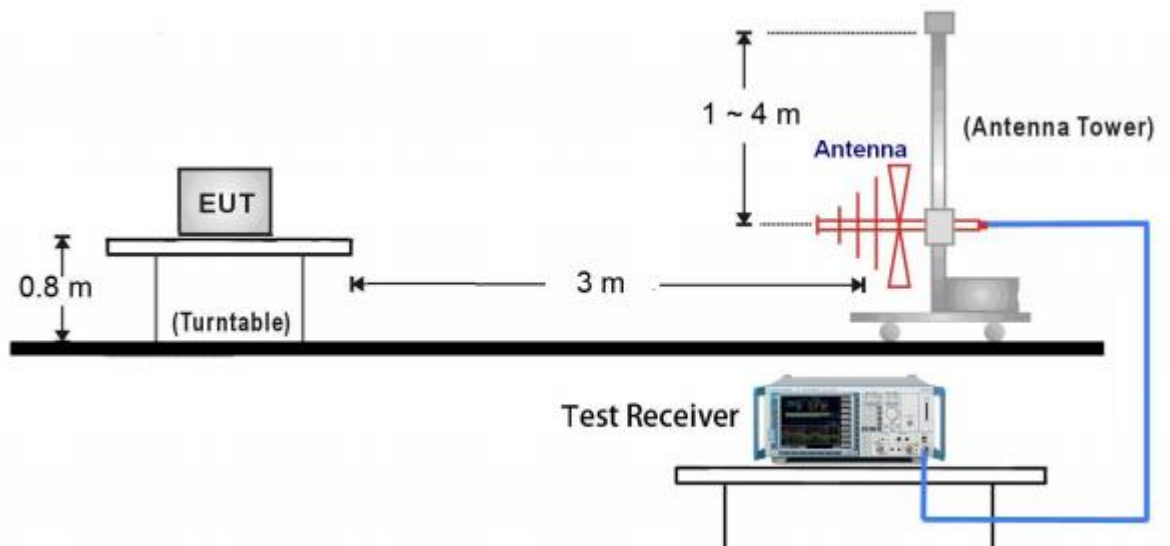 1 ~ 4 m
(Antenna Tower)
Antenna
EUT
0.8 m
3 m
(Turntable)
Test Receiver